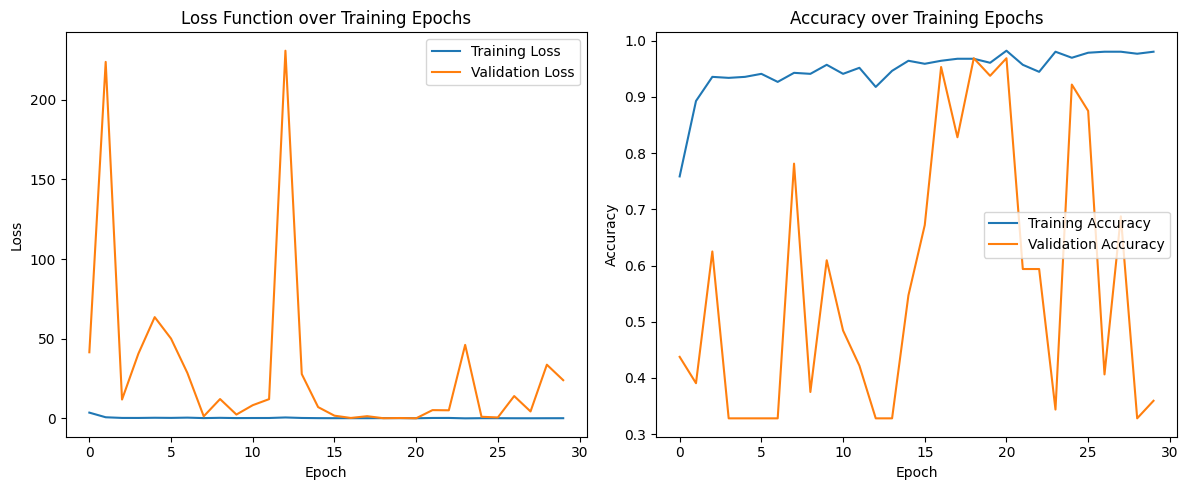 Loss Function over Training Epochs
Training Loss
Validation Loss
200
150
100
50
0
Loss
0 5 10 15 20 25 30
Epoch
Accuracy over Training Epochs
1.0
0.9
0.8
0.7
0.6
0.5
0.4
0.3
Accuracy
Training Accuracy
Validation Accuracy
0 5 10 15 20 25 30
Epoch